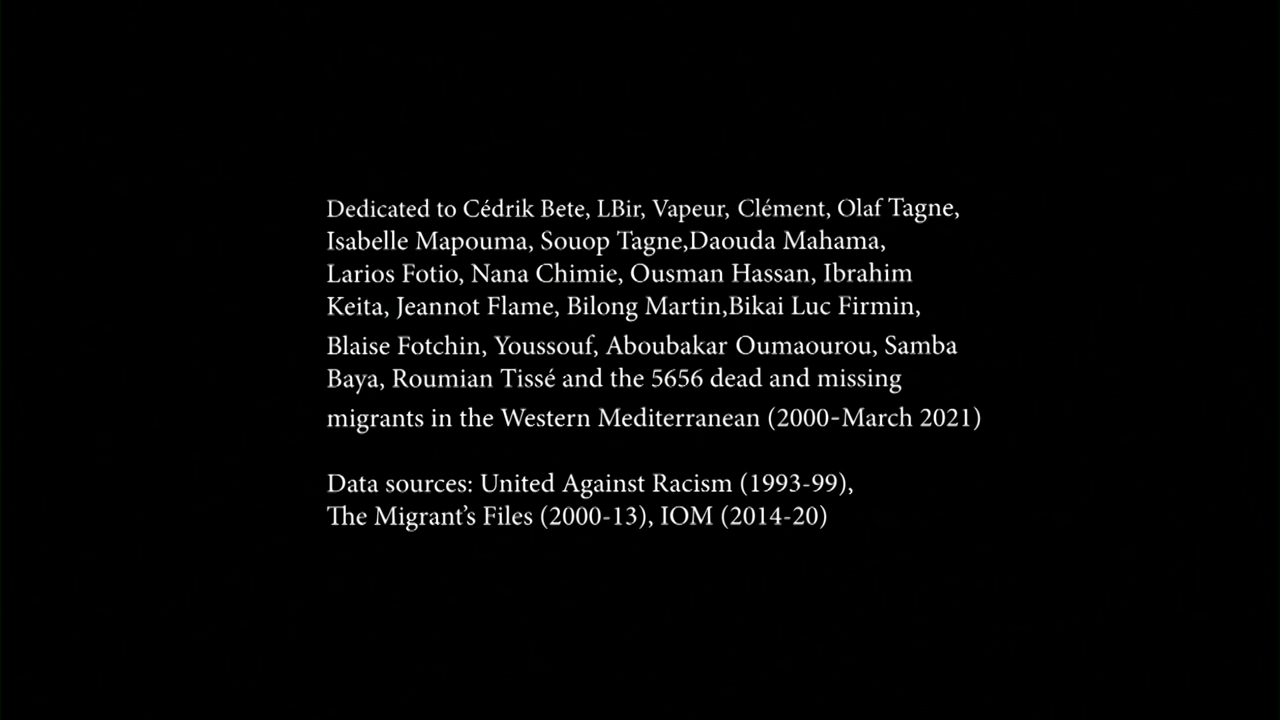 Dedicated to Cédrik Bete, LBir, Vapeur, Clément, Olaf Tagne,
Isabelle Mapouma, Souop Tagne,Daouda Mahama,
Larios Fotio, Nana Chimie, Ousman Hassan, Ibrahim
Keita, Jeannot Flame, Bilong Martin,Bikai Luc Firmin,
Blaise Fotchin, Youssouf, Aboubakar Oumaourou, Samba
Baya, Roumian Tissé and the 5656 dead and missing
migrants in the Western Mediterranean (2000-March 2021)
Data sources: United Against Racism (1993-99),
The Migrant’s Files (2000-13), IOM (2014-20)